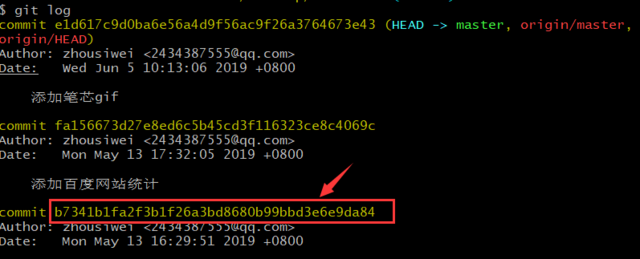 $ git log
commit e1d617c9d0ba6e56a4d9f56ac9f26a3764673e43 (HEAD -> master, origin/master,
origin/HEAD)
Author: zhousiwei <2434387555@qq.com>
Date:   Wed Jun 5 10:13:06 2019 +0800
添加笔芯gif
commit fa156673d27e8ed6c5b45cd3f116323ce8c4069c
Author: zhousiwei <2434387555@qq.com>
Date:   Mon May 13 17:32:05 2019 +0800
添加百度网站统计
commit b7341b1fa2f3b1f26a3bd8680b99bbd3e6e9da84
Author: zhousiwei <2434387555@qq.com>
Date:   Mon May 13 16:29:51 2019 +0800